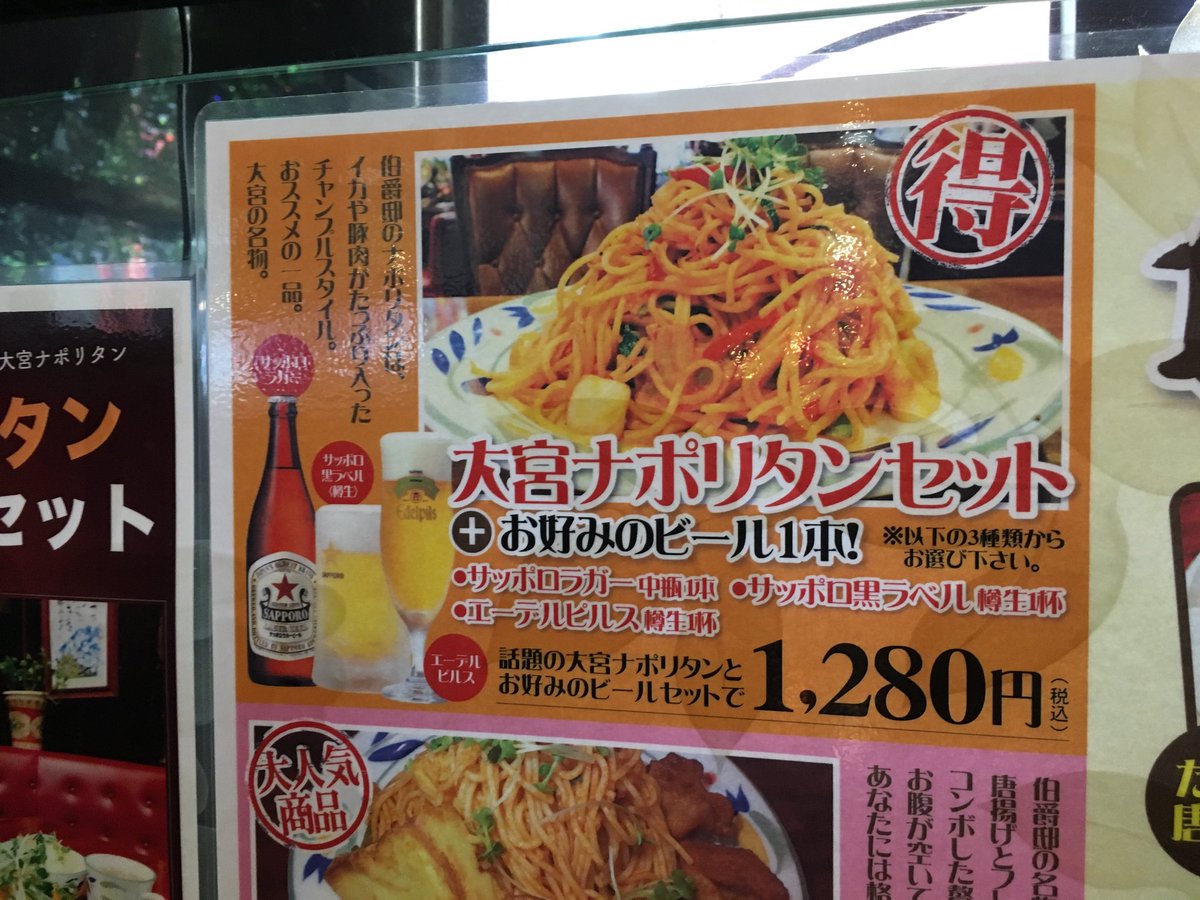 伯爵邸のナポリタンは、
イカや豚肉がたっぷり入った
チャンプルスタイル。
おススメの一品。
大宮の名物。
得
サッポロ
ラガー
サッポロ
黒ラベル
(樽生)
Edelpils
SAPPORO
SAPPORO
エーデル
ピルス
大宮ナポリタンセット
+お好みのビール1本!
※以下の3種類から
お選び下さい。
•サッポロラガー 中瓶1本 •サッポロ黒ラベル 樽生1杯
•エーデルピルス 樽生1杯
話題の大宮ナポリタンと
お好みのビールセットで
1,280円(税込)
大人気
商品
伯爵邸の名
唐揚げとフレ
コンボした
お腹が空いて
あなたには
大宮ナポリタン
タン
セット
た
唐